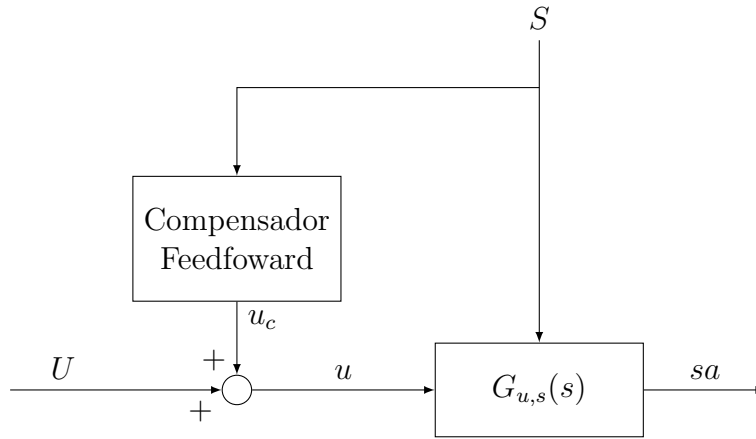 S
Compensador
Feedfoward
u_c
+
U
u
G_{u,s}(s)
sa
+